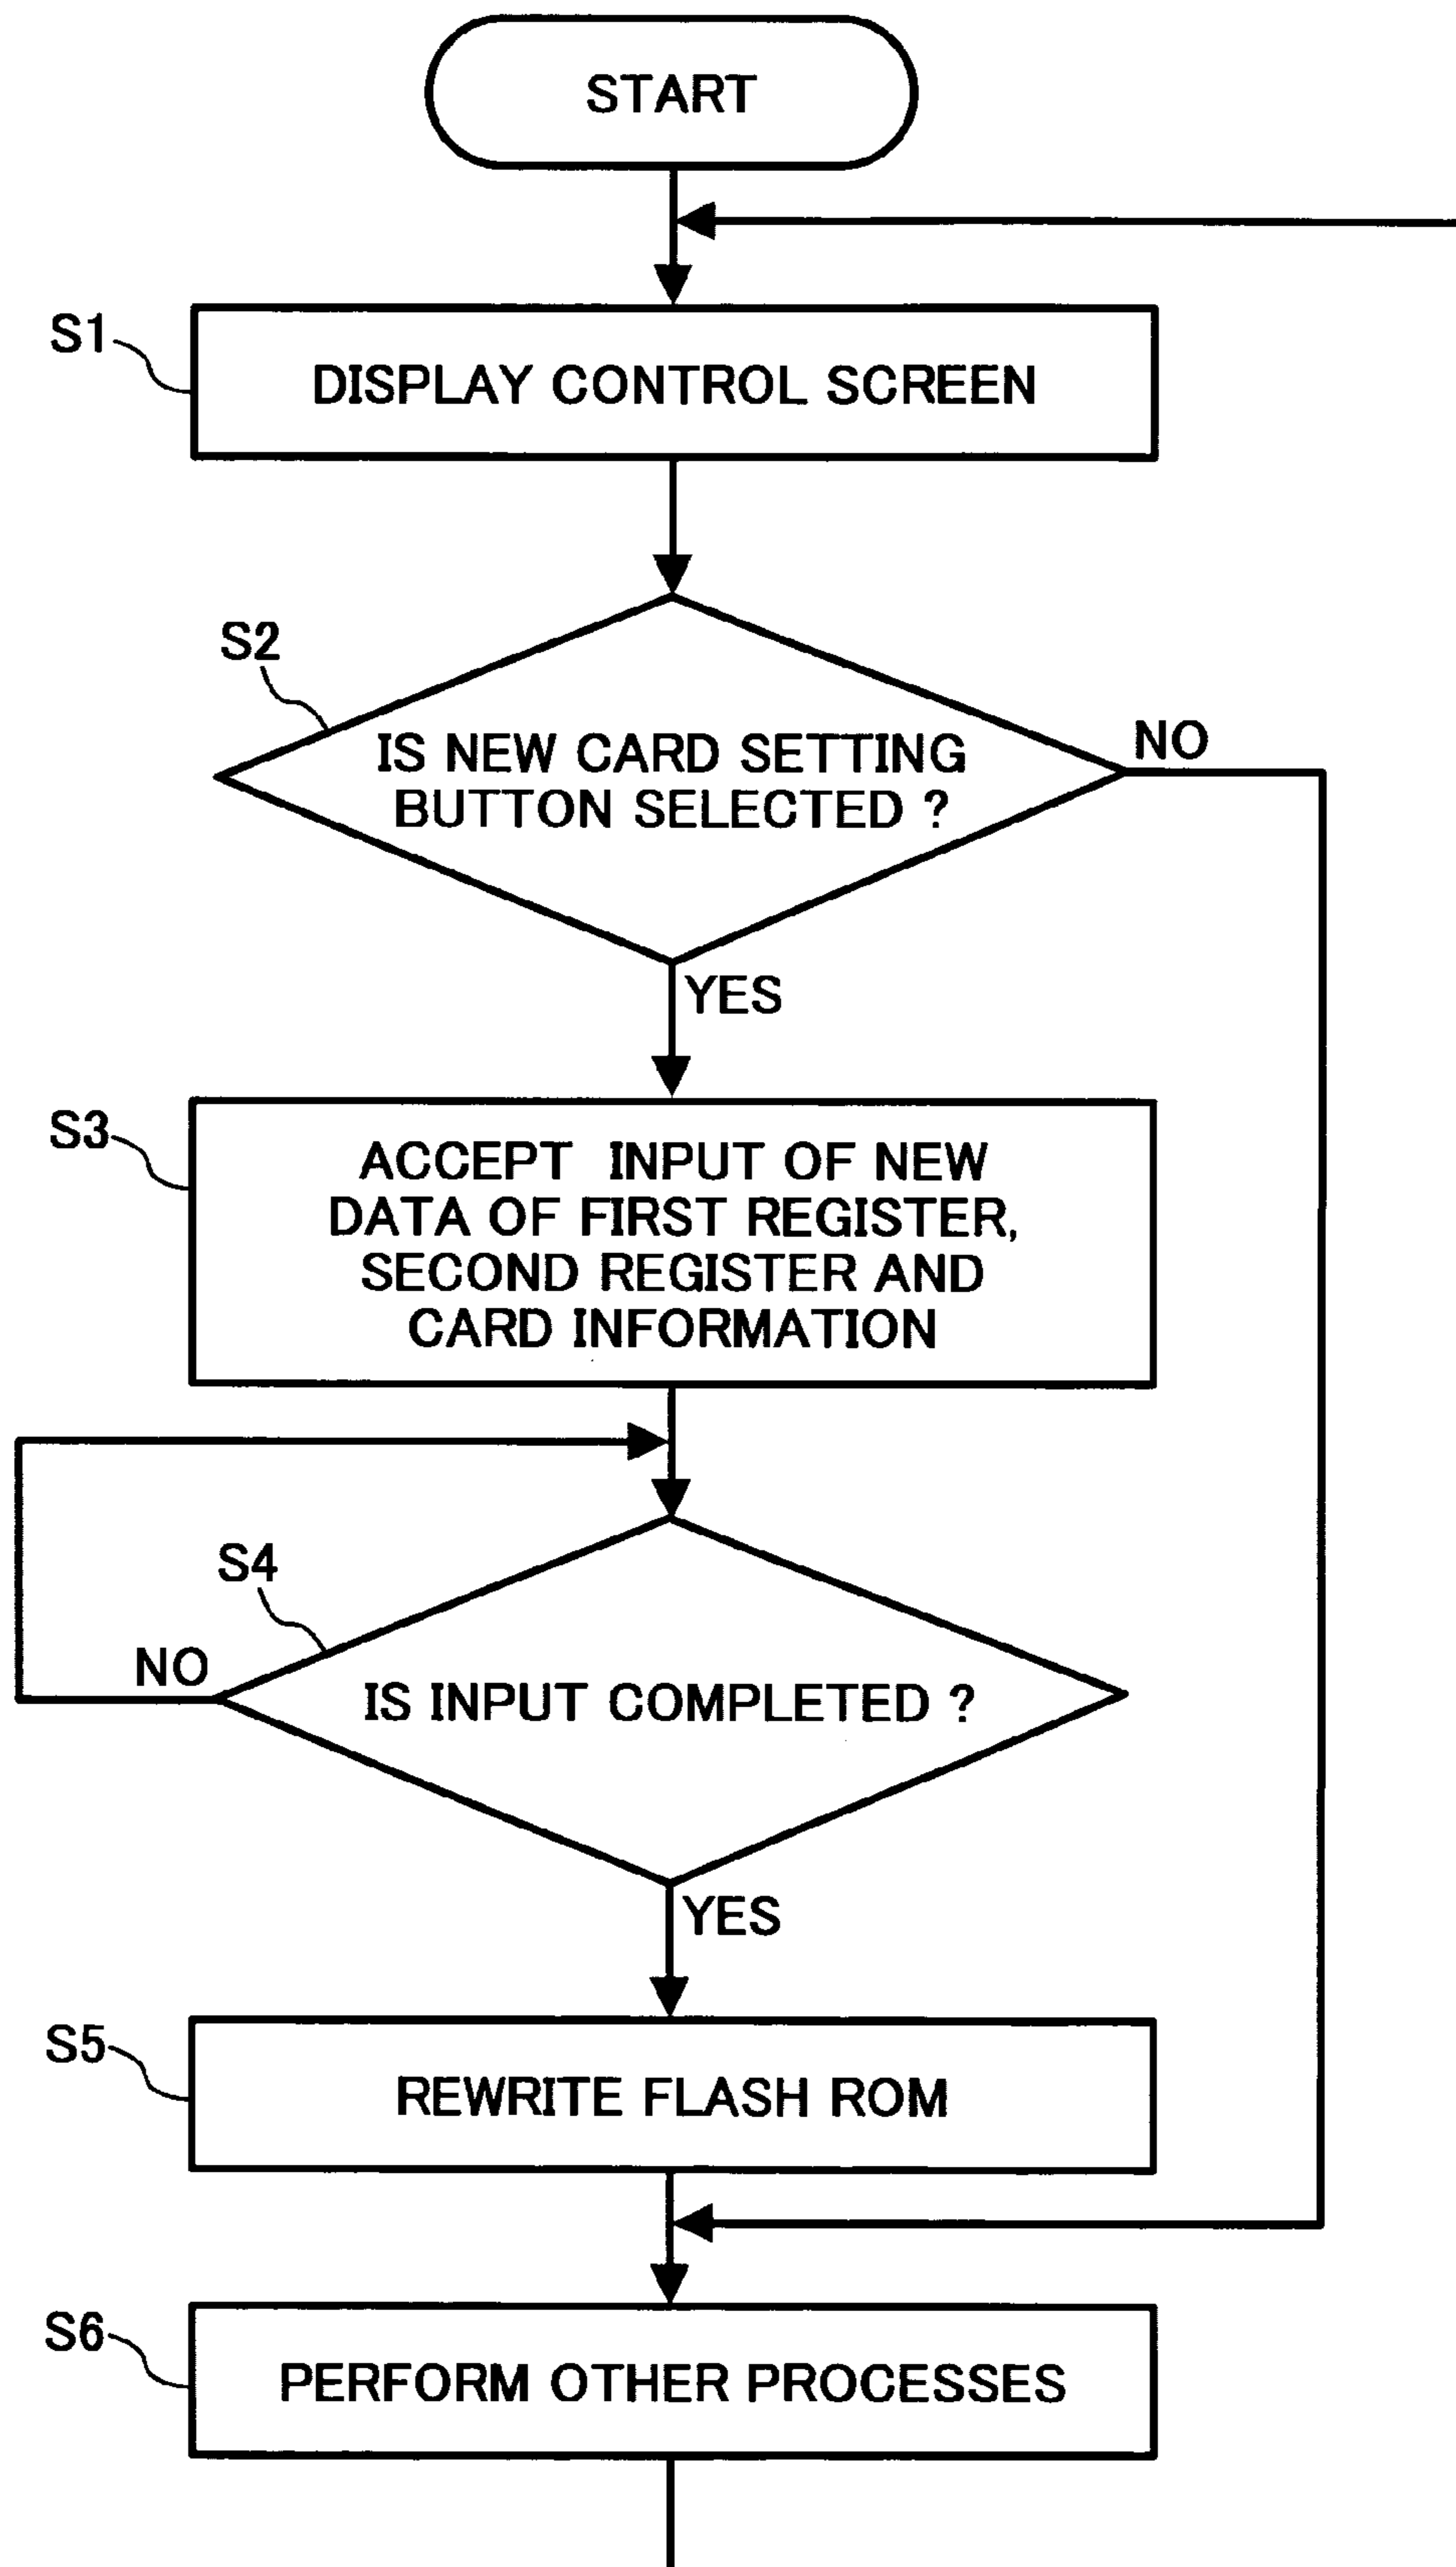 START
S1
DISPLAY CONTROL SCREEN
S2
IS NEW CARD SETTING
BUTTON SELECTED ?
NO
YES
S3
ACCEPT INPUT OF NEW
DATA OF FIRST REGISTER,
SECOND REGISTER AND
CARD INFORMATION
S4
NO
IS INPUT COMPLETED ?
YES
S5
REWRITE FLASH ROM
S6
PERFORM OTHER PROCESSES